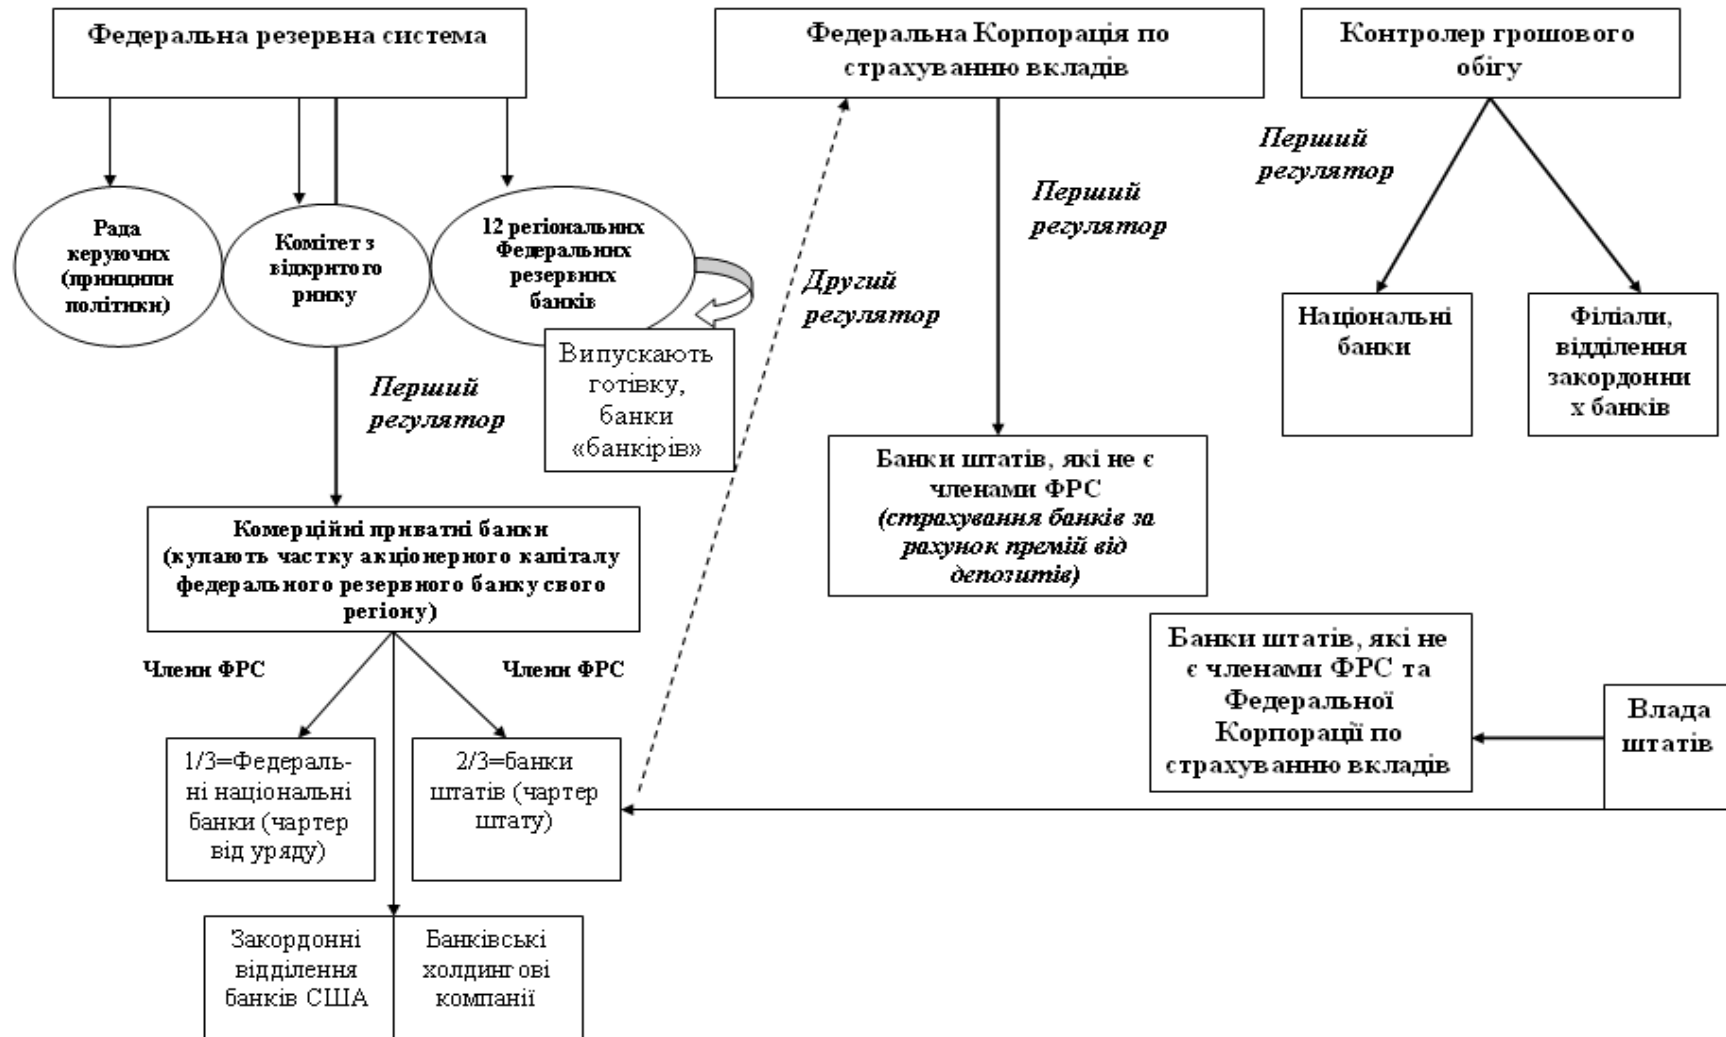 Федеральна резервна система
Федеральна Корпорація по
страхуванню вкладів
Контролер грошового
обігу
Перший
регулятор
Перший
регулятор
Рада
керуючих
(принципи
політики)
Комітет з
відкритого
ринку
12 регіональних
Федеральних
резервних
банків
Другий
регулятор
Національні
банки
Філіали,
відділення
закордонни
х банків
Випускають
готівку,
банки
«банкірів»
Перший
регулятор
Банки штатів, які не є
членами ФРС
(страхування банків за
рахунок премій від
депозитів)
Комерційні приватні банки
(купають частку акціонерного капіталу
федерального резервного банку свого
регіону)
Банки штатів, які не
є членами ФРС та
Федеральної
Корпорації по
страхуванню вкладів
Влада
штатів
Члени ФРС
Члени ФРС
1/3=Федераль-
ні національні
банки (чартер
від уряду)
2/3=банки
штатів (чартер
штату)
Закордонні
відділення
банків США
Банківські
холдингові
компанії